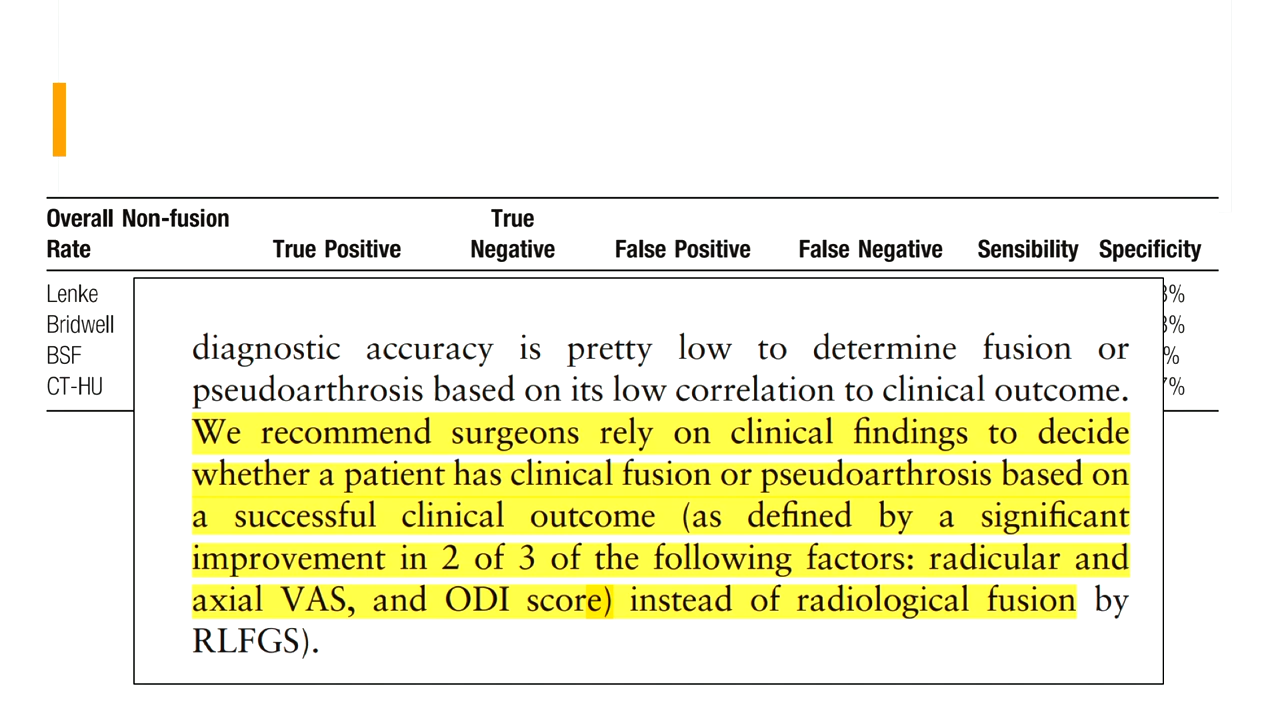 Overall Non-fusion
Rate True Positive True Negative False Positive False Negative Sensibility Specificity
Lenke
Bridwell
BSF
CT-HU
diagnostic accuracy is pretty low to determine fusion or
pseudoarthrosis based on its low correlation to clinical outcome.
We recommend surgeons rely on clinical findings to decide
whether a patient has clinical fusion or pseudoarthrosis based on
a successful clinical outcome (as defined by a significant
improvement in 2 of 3 of the following factors: radicular and
axial VAS, and ODI score) instead of radiological fusion by
RLFGS).